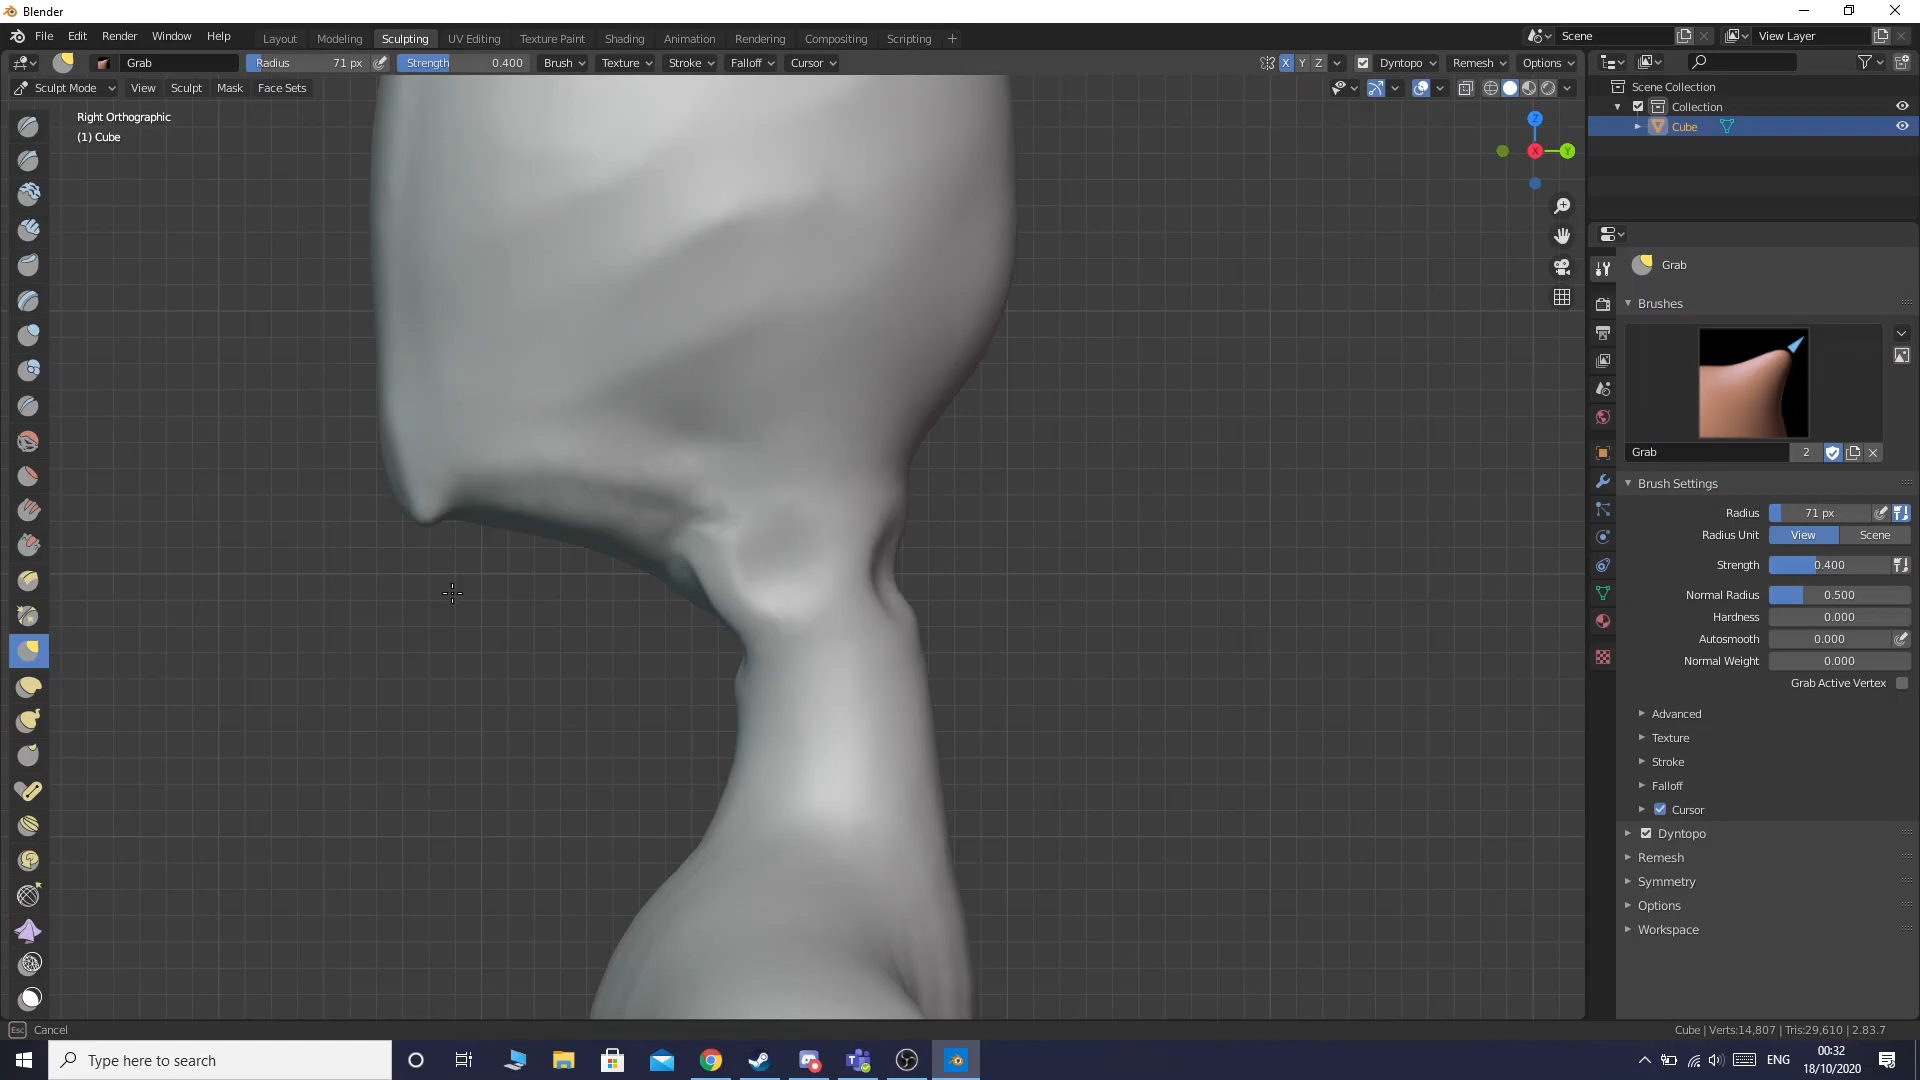 Blender
File Edit Render Window Help
Layout Modeling Sculpting UV Editing Texture Paint Shading Animation Rendering Compositing Scripting +
Scene
View Layer
Grab
Radius 71 px
Strength 0.400
Brush Texture Stroke Falloff Cursor
X Y Z
Dyntopo Remesh Options
Sculpt Mode View Sculpt Mask Face Sets
Right Orthographic
(1) Cube
Z
X
Y
Scene Collection
Collection
Cube
Grab
Brushes
Grab 2
Brush Settings
Radius 71 px
Radius Unit View Scene
Strength 0.400
Normal Radius 0.500
Hardness 0.000
Autosmooth 0.000
Normal Weight 0.000
Grab Active Vertex
Advanced
Texture
Stroke
Falloff
Cursor
Dyntopo
Remesh
Symmetry
Options
Workspace
Esc Cancel
Cube | Verts:14,807 | Tris:29,610 | 2.83.7
Type here to search
ENG
00:32
18/10/2020